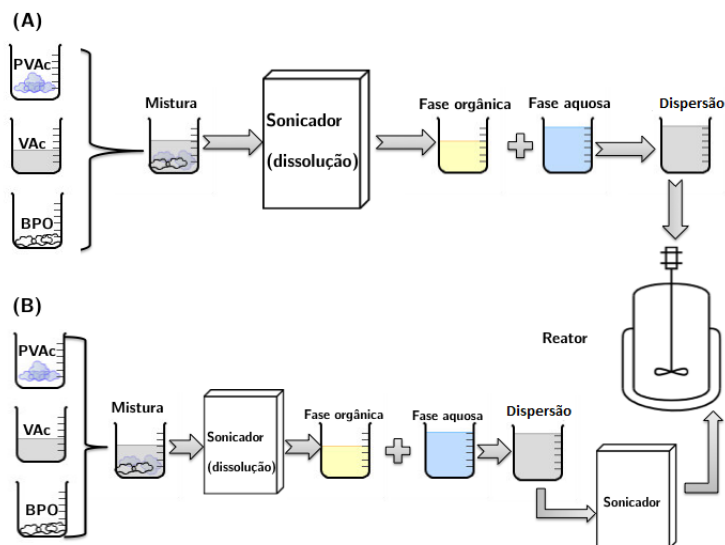 (A)
PVAc
VAc
BPO
Mistura
Sonicador
(dissolução)
Fase orgânica
Fase aquosa
Dispersão
Reator
(B)
PVAc
VAc
BPO
Mistura
Sonicador
(dissolução)
Fase orgânica
Fase aquosa
Dispersão
Sonicador